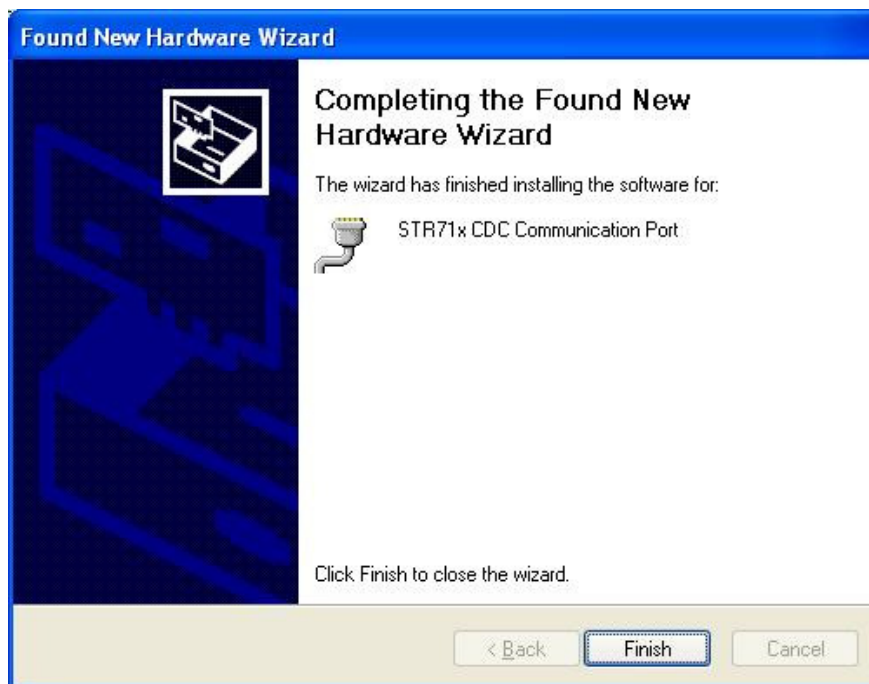 Found New Hardware Wizard
Completing the Found New
Hardware Wizard
The wizard has finished installing the software for:
STR71x CDC Communication Port
Click Finish to close the wizard.
< Back Finish Cancel